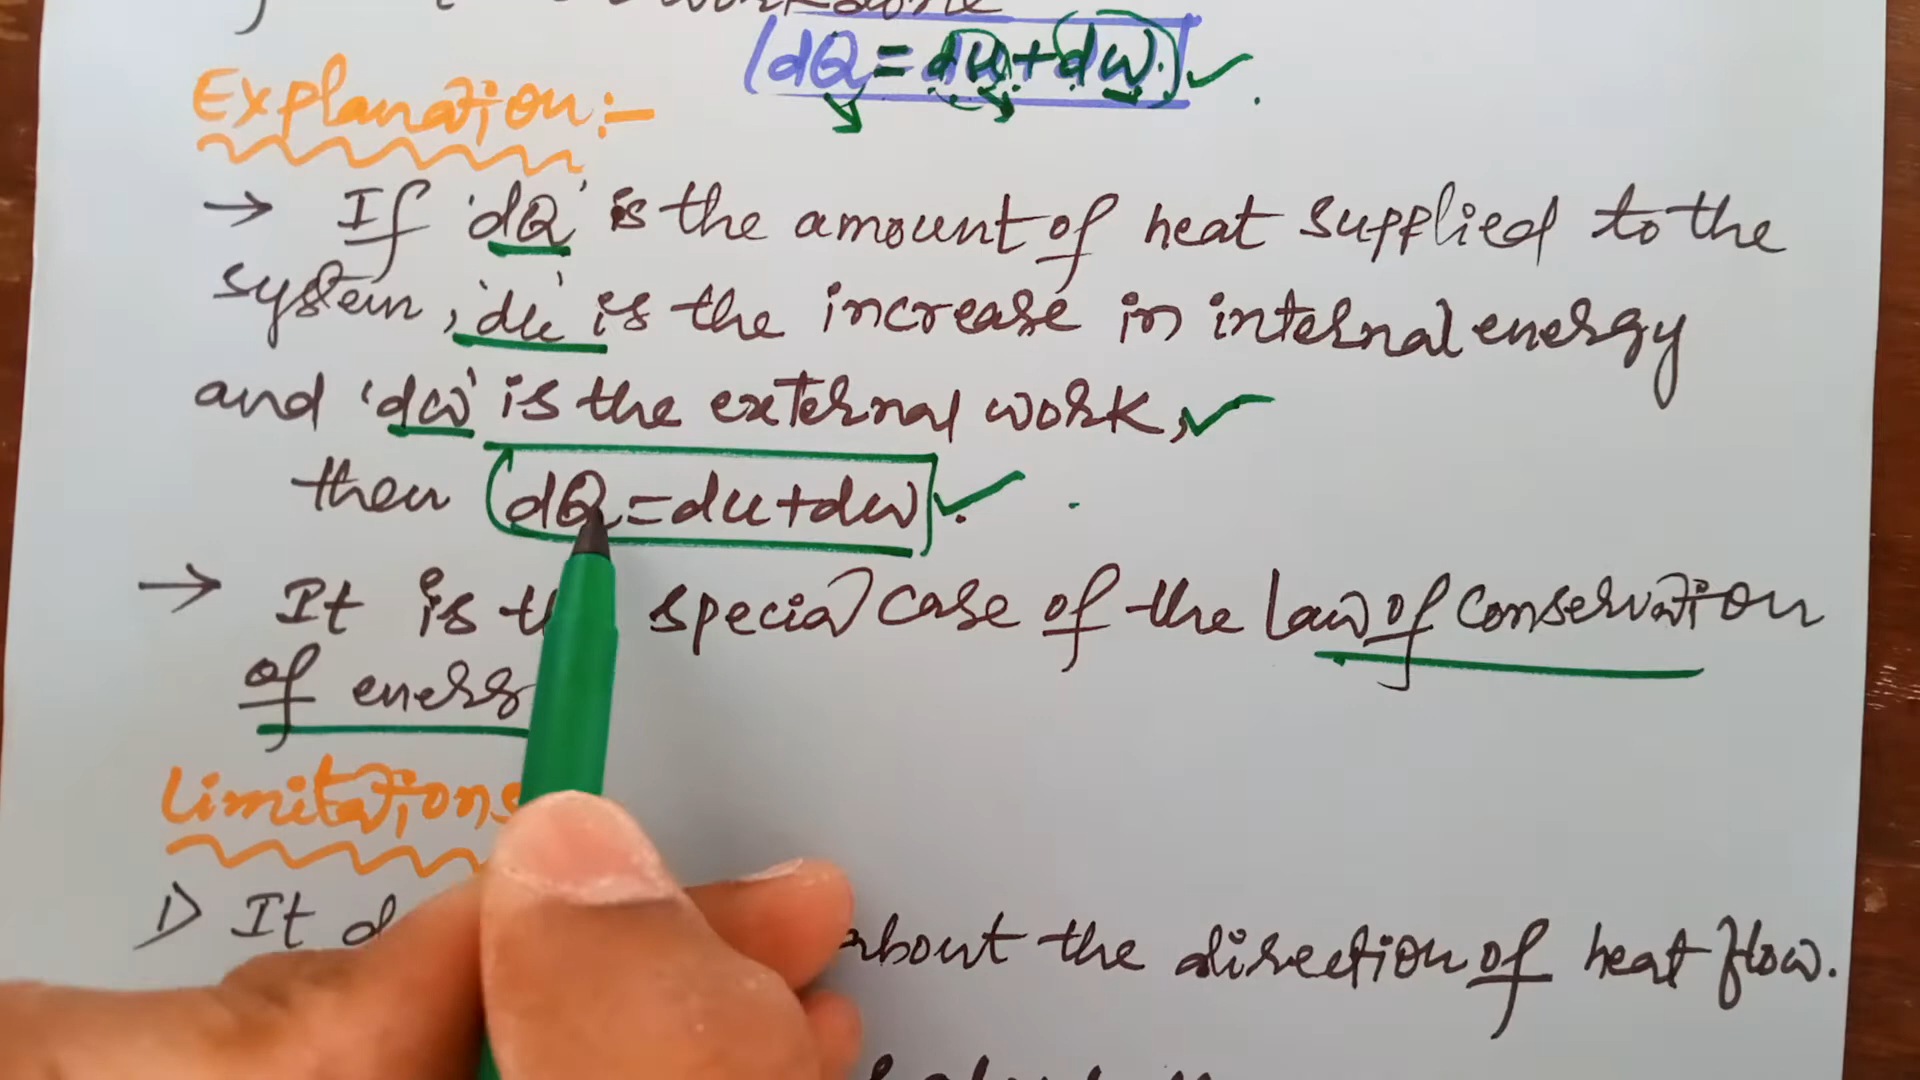 dQ = du + dw.
Explanation:-
→ If 'dQ' is the amount of heat supplied to the
system, 'du' is the increase in internal energy
and 'dw' is the external work,
then dQ = du + dw.
→ It is special case of the law of conservation
of energ
Limitations
1) It about the direction of heat flow.